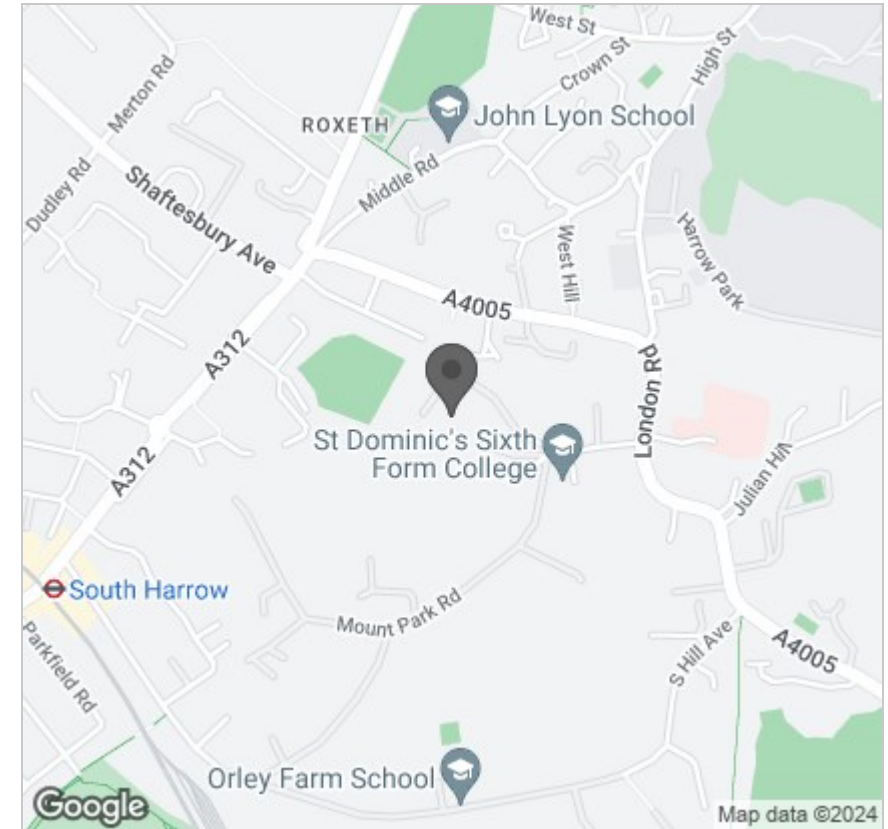 West St
Crown St
High St
Merton Rd
ROXETH
John Lyon School
Middle Rd
Dudley Rd
Shaftesbury Ave
West Hill
Harrow Park
A4005
A312
London Rd
St Dominic's Sixth
Form College
A312
Julian Hill
South Harrow
Mount Park Rd
Parkfield Rd
S Hill Ave
A4005
Orley Farm School
Google
Map data ©2024